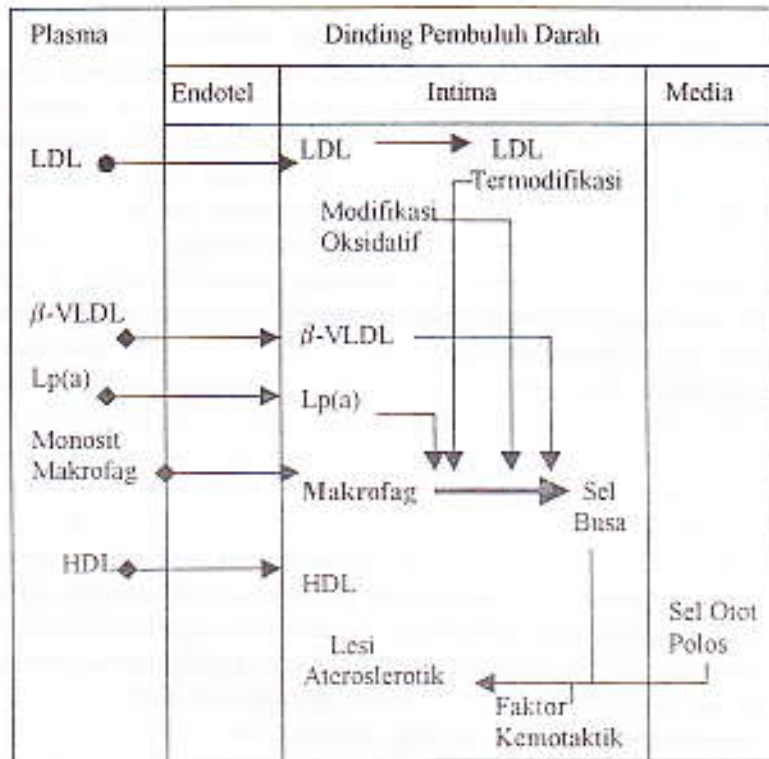 Plasma
Dinding Pembuluh Darah
Endotel
Intima
Media
LDL
LDL
LDL
Termodifikasi
Modifikasi
Oksidatif
β-VLDL
β-VLDL
Lp(a)
Lp(a)
Monosit
Makrofag
Makrofag
Sel
Busa
HDL
HDL
Sel Otot
Polos
Lesi
Ateroslerotik
Faktor
Kemotaktik